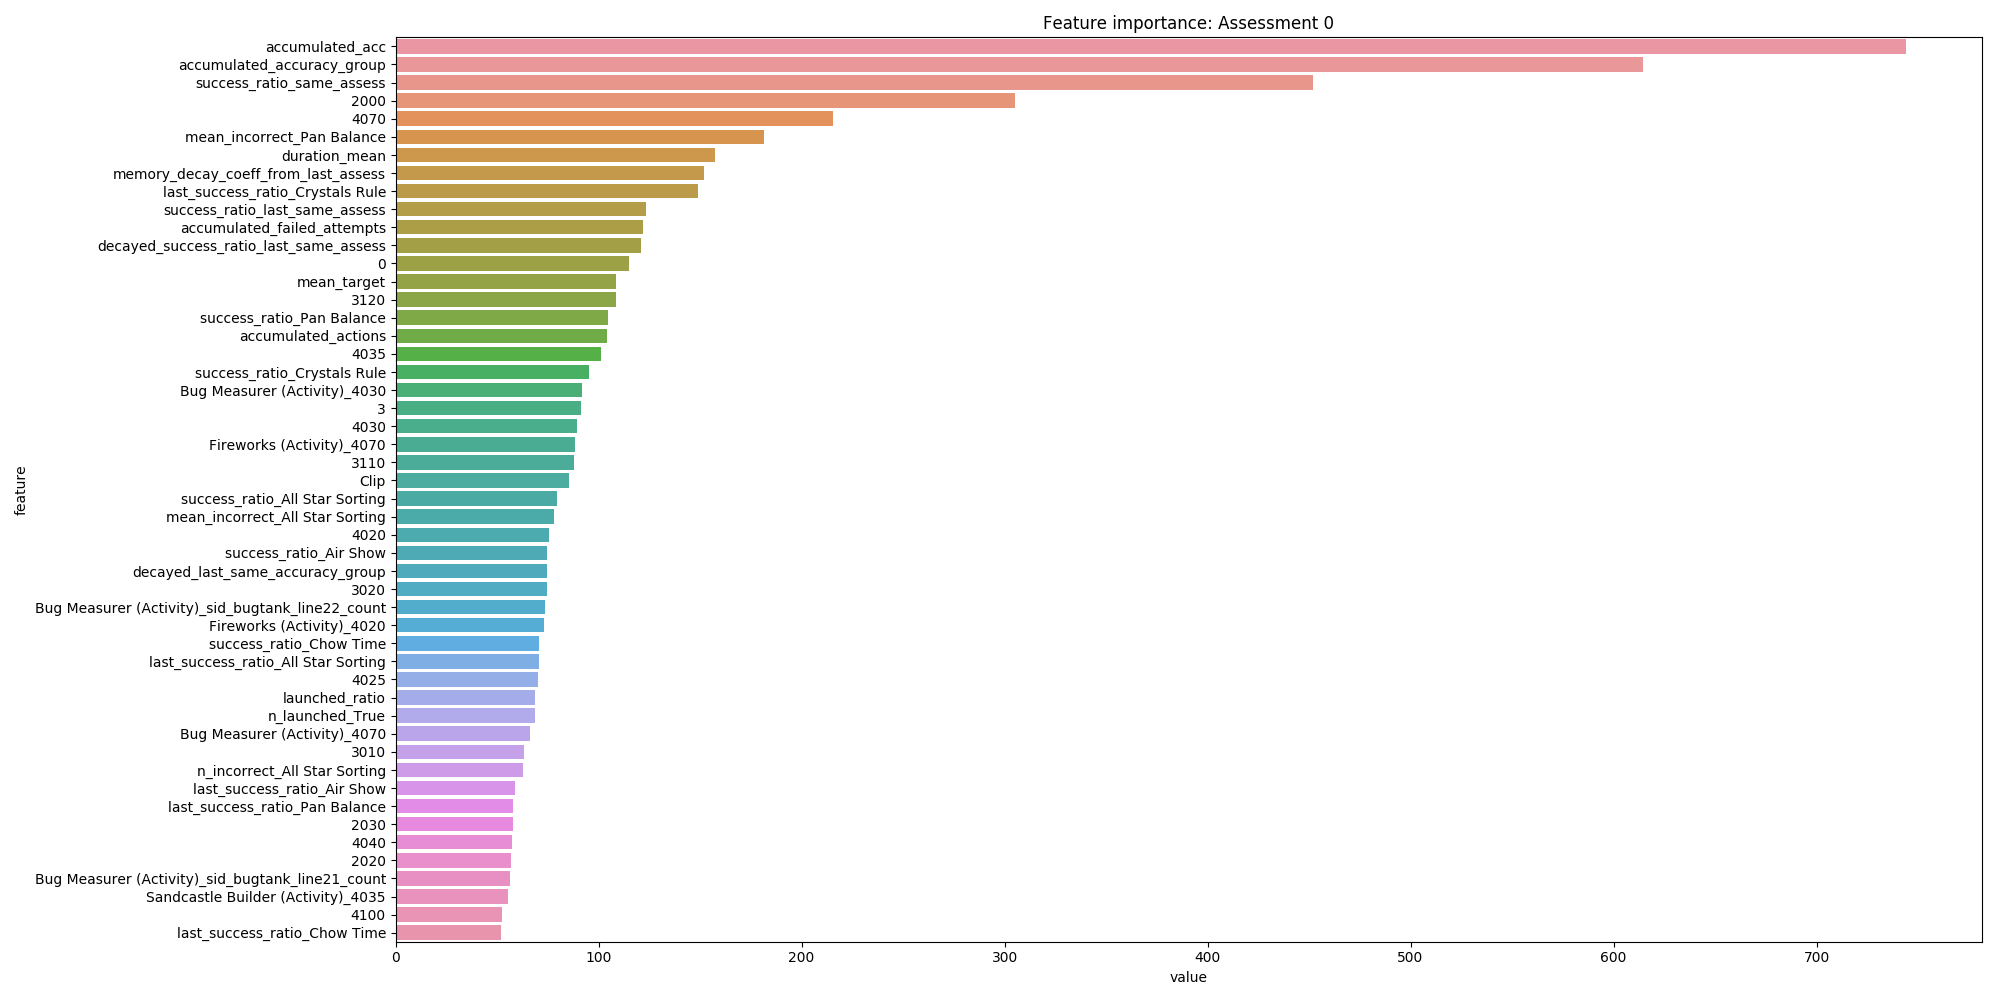 Feature importance: Assessment 0
accumulated_acc
accumulated_accuracy_group
success_ratio_same_assess
2000
4070
mean_incorrect_Pan Balance
duration_mean
memory_decay_coeff_from_last_assess
last_success_ratio_Crystals Rule
success_ratio_last_same_assess
accumulated_failed_attempts
decayed_success_ratio_last_same_assess
0
mean_target
3120
success_ratio_Pan Balance
accumulated_actions
4035
success_ratio_Crystals Rule
Bug Measurer (Activity)_4030
3
4030
Fireworks (Activity)_4070
3110
Clip
success_ratio_All Star Sorting
mean_incorrect_All Star Sorting
4020
success_ratio_Air Show
decayed_last_same_accuracy_group
3020
Bug Measurer (Activity)_sid_bugtank_line22_count
Fireworks (Activity)_4020
success_ratio_Chow Time
last_success_ratio_All Star Sorting
4025
launched_ratio
n_launched_True
Bug Measurer (Activity)_4070
3010
n_incorrect_All Star Sorting
last_success_ratio_Air Show
last_success_ratio_Pan Balance
2030
4040
2020
Bug Measurer (Activity)_sid_bugtank_line21_count
Sandcastle Builder (Activity)_4035
4100
last_success_ratio_Chow Time
feature
0 100 200 300 400 500 600 700
value